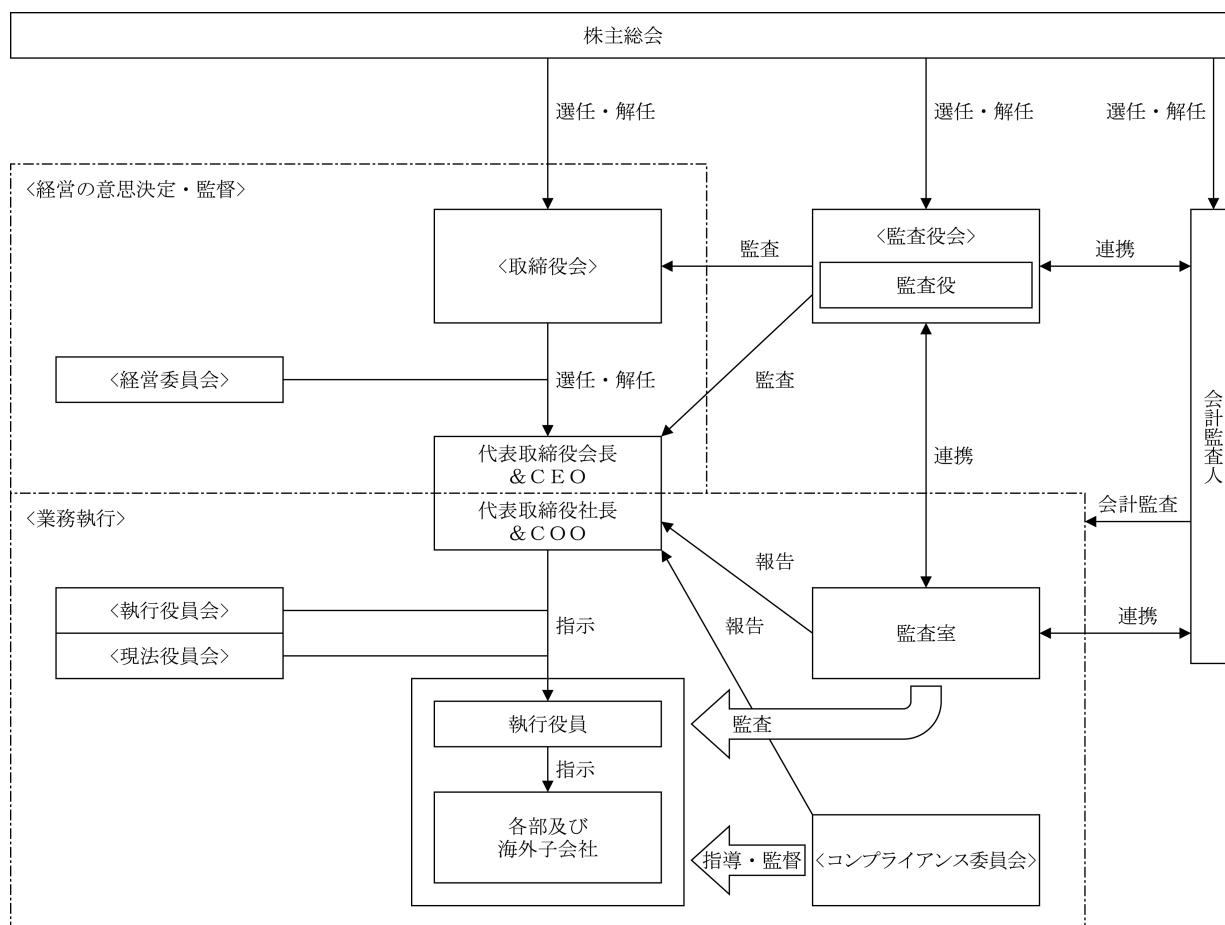 株主総会
選任・解任
選任・解任
選任・解任
<経営の意思決定・監督>
<取締役会>
監査
<監査役会>
監査役
連携
<経営委員会>
選任・解任
監査
会計監査人
代表取締役会長
&CEO
連携
<業務執行>
代表取締役社長
&COO
会計監査
報告
<執行役員会>
<現法役員会>
指示
報告
監査室
連携
執行役員
監査
指示
各部及び
海外子会社
指導・監督
<コンプライアンス委員会>